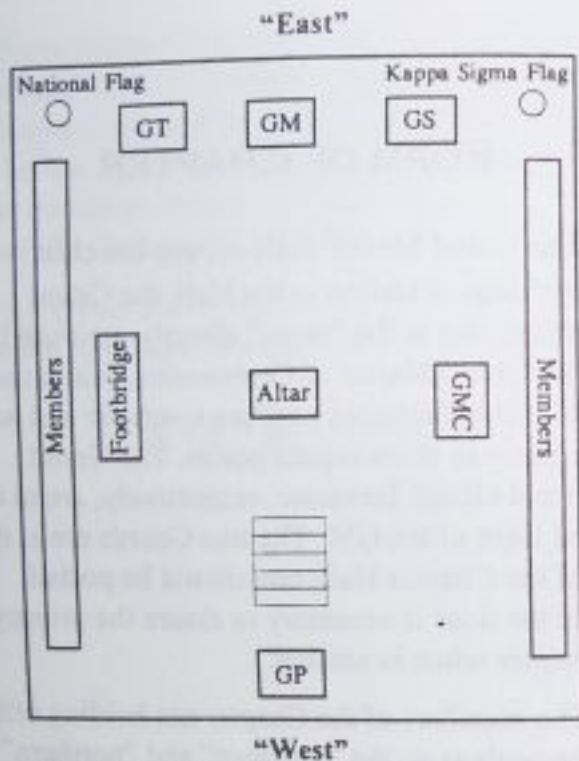 "East"
National Flag
Kappa Sigma Flag
GT
GM
GS
Members
Footbridge
Altar
GMC
Members
GP
"West"